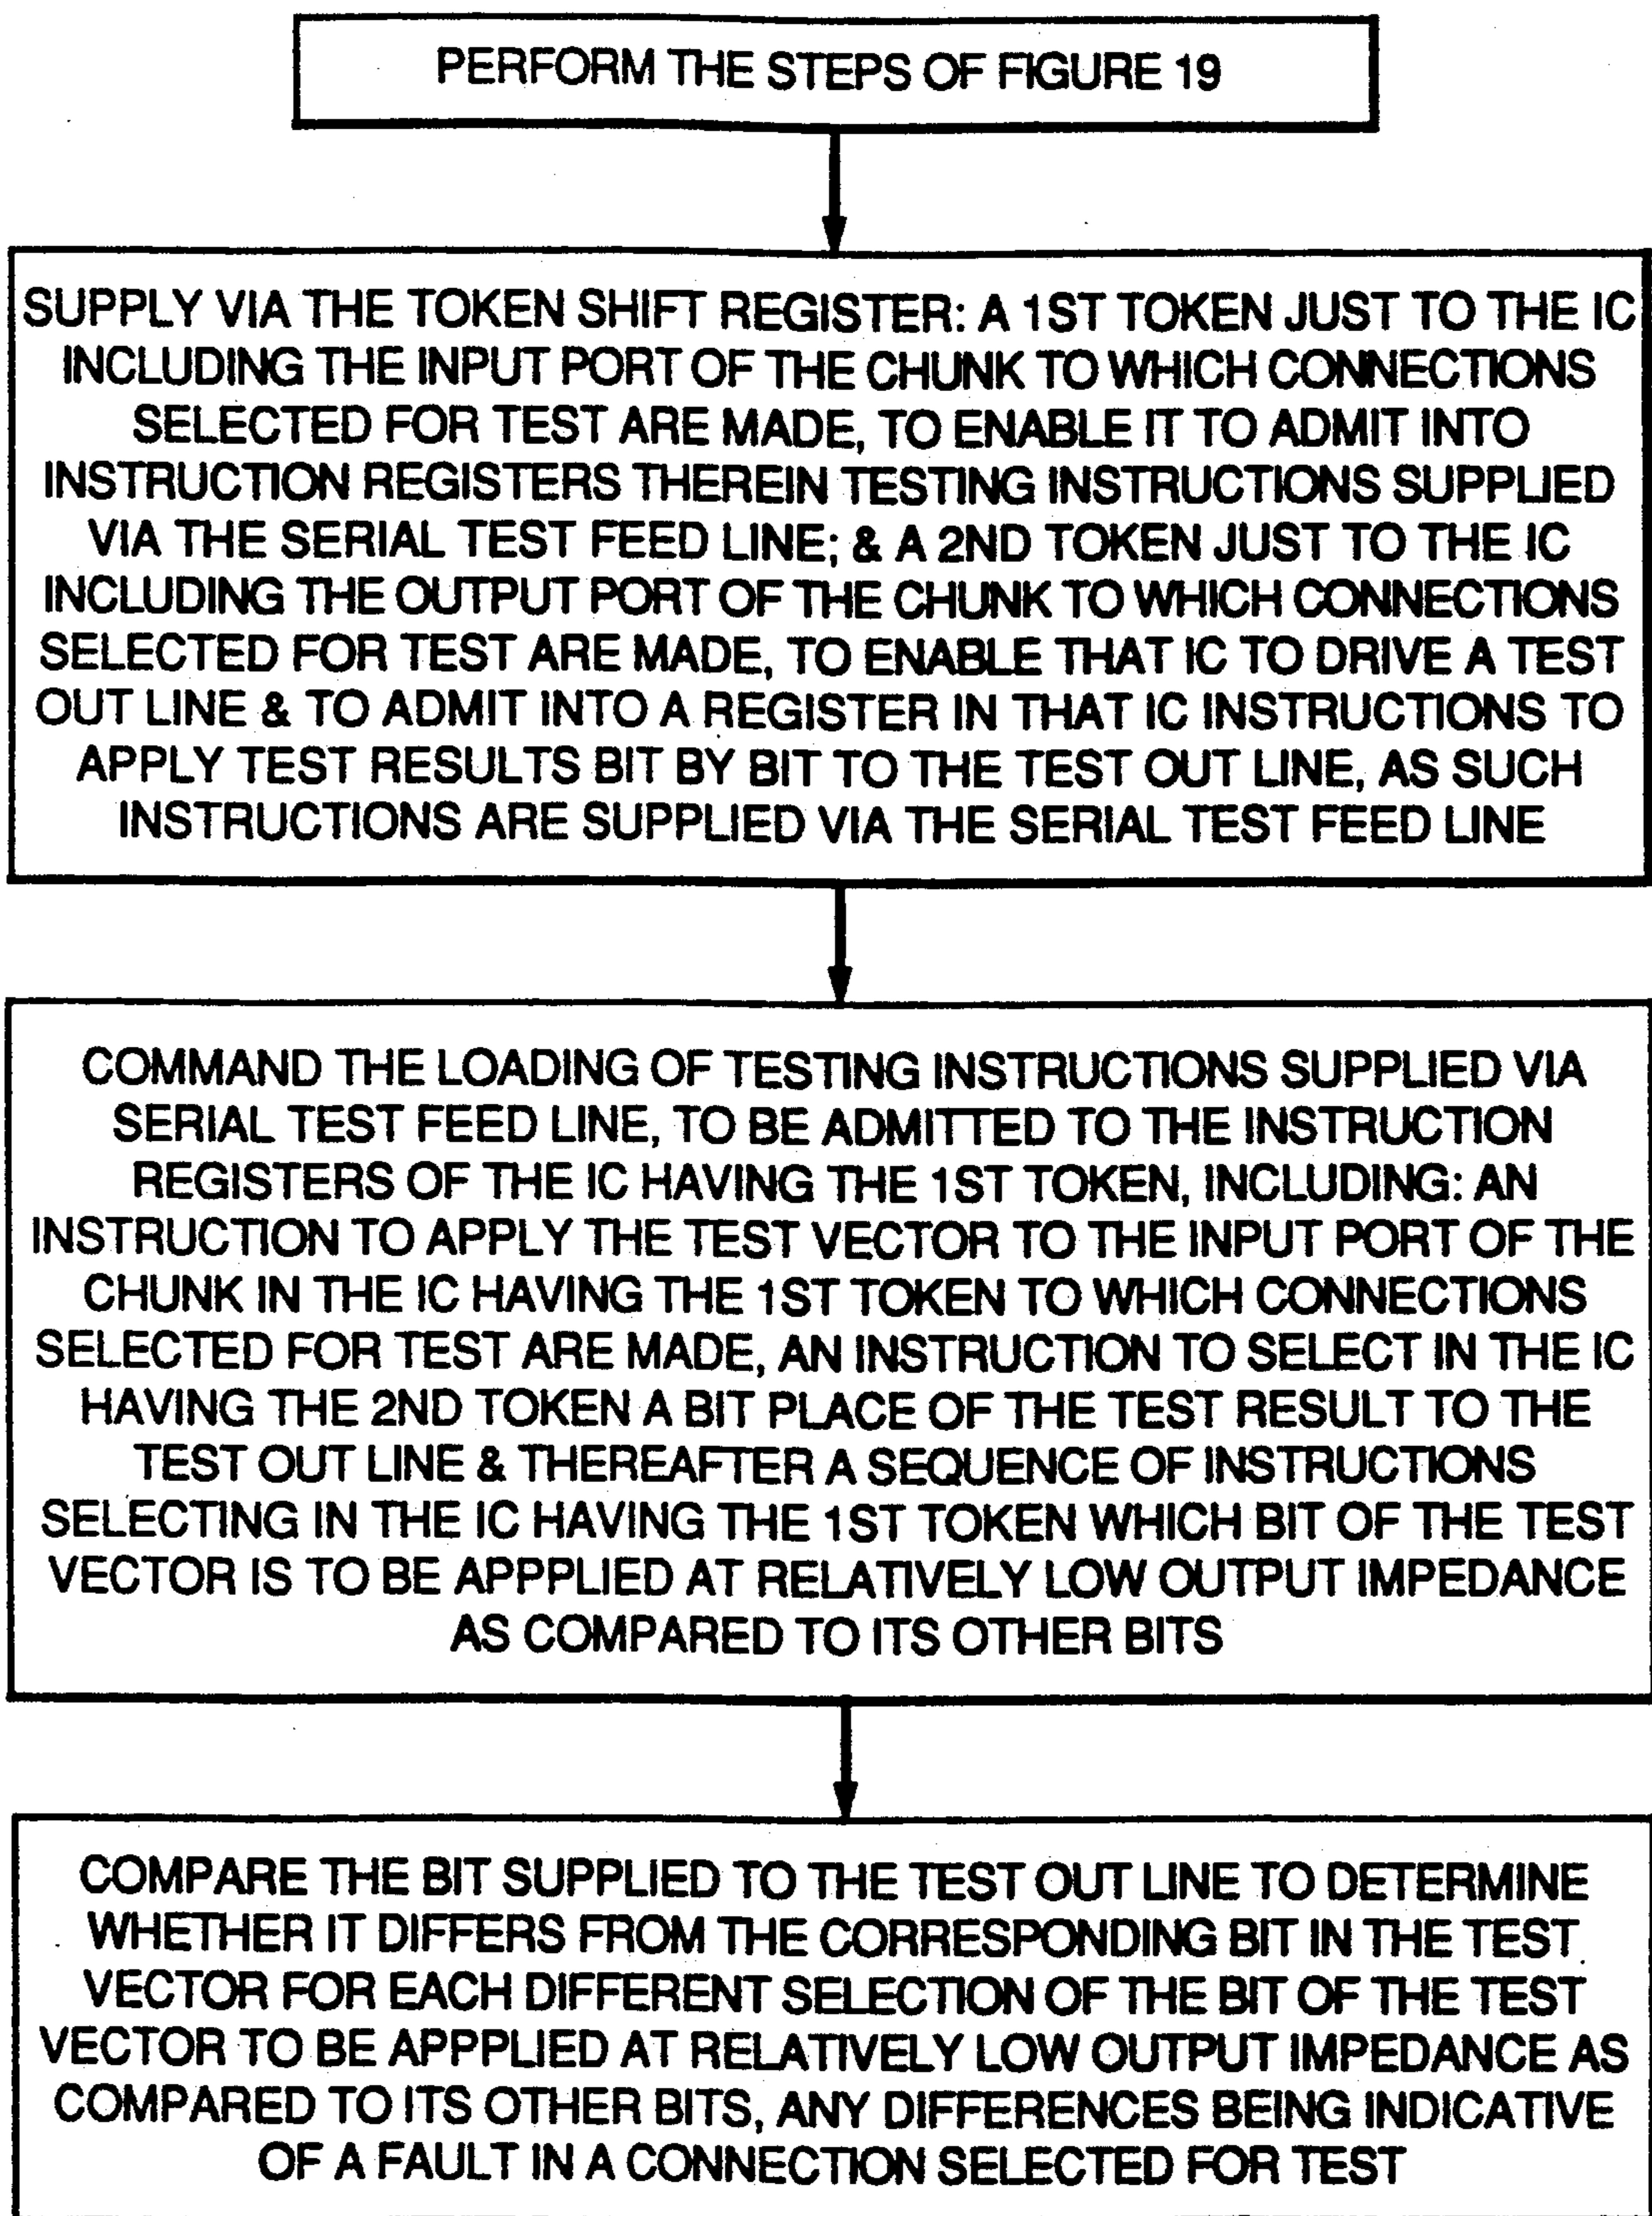 PERFORM THE STEPS OF FIGURE 19
SUPPLY VIA THE TOKEN SHIFT REGISTER: A 1ST TOKEN JUST TO THE IC
INCLUDING THE INPUT PORT OF THE CHUNK TO WHICH CONNECTIONS
SELECTED FOR TEST ARE MADE, TO ENABLE IT TO ADMIT INTO
INSTRUCTION REGISTERS THEREIN TESTING INSTRUCTIONS SUPPLIED
VIA THE SERIAL TEST FEED LINE; & A 2ND TOKEN JUST TO THE IC
INCLUDING THE OUTPUT PORT OF THE CHUNK TO WHICH CONNECTIONS
SELECTED FOR TEST ARE MADE, TO ENABLE THAT IC TO DRIVE A TEST
OUT LINE & TO ADMIT INTO A REGISTER IN THAT IC INSTRUCTIONS TO
APPLY TEST RESULTS BIT BY BIT TO THE TEST OUT LINE, AS SUCH
INSTRUCTIONS ARE SUPPLIED VIA THE SERIAL TEST FEED LINE
COMMAND THE LOADING OF TESTING INSTRUCTIONS SUPPLIED VIA
SERIAL TEST FEED LINE, TO BE ADMITTED TO THE INSTRUCTION
REGISTERS OF THE IC HAVING THE 1ST TOKEN, INCLUDING: AN
INSTRUCTION TO APPLY THE TEST VECTOR TO THE INPUT PORT OF THE
CHUNK IN THE IC HAVING THE 1ST TOKEN TO WHICH CONNECTIONS
SELECTED FOR TEST ARE MADE, AN INSTRUCTION TO SELECT IN THE IC
HAVING THE 2ND TOKEN A BIT PLACE OF THE TEST RESULT TO THE
TEST OUT LINE & THEREAFTER A SEQUENCE OF INSTRUCTIONS
SELECTING IN THE IC HAVING THE 1ST TOKEN WHICH BIT OF THE TEST
VECTOR IS TO BE APPPLIED AT RELATIVELY LOW OUTPUT IMPEDANCE
AS COMPARED TO ITS OTHER BITS
COMPARE THE BIT SUPPLIED TO THE TEST OUT LINE TO DETERMINE
WHETHER IT DIFFERS FROM THE CORRESPONDING BIT IN THE TEST
VECTOR FOR EACH DIFFERENT SELECTION OF THE BIT OF THE TEST
VECTOR TO BE APPPLIED AT RELATIVELY LOW OUTPUT IMPEDANCE AS
COMPARED TO ITS OTHER BITS, ANY DIFFERENCES BEING INDICATIVE
OF A FAULT IN A CONNECTION SELECTED FOR TEST